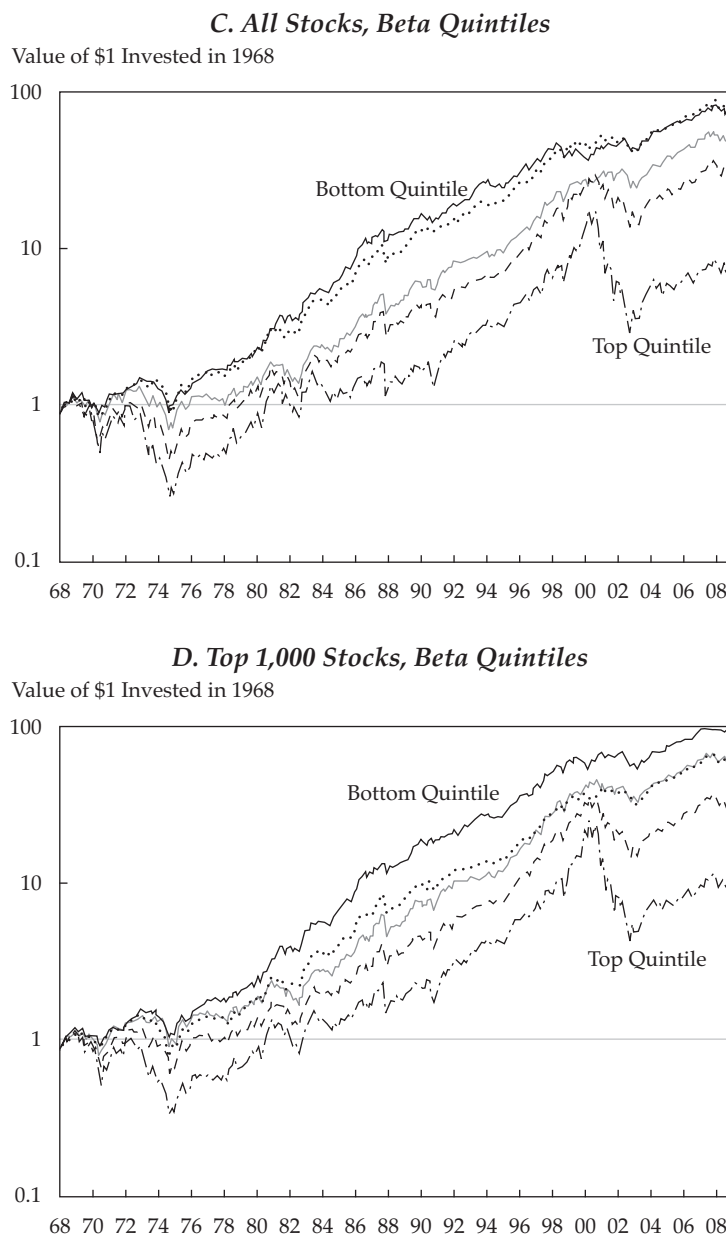 C. All Stocks, Beta Quintiles
Value of $1 Invested in 1968
100
Bottom Quintile
10
Top Quintile
1
0.1
68 70 72 74 76 78 80 82 84 86 88 90 92 94 96 98 00 02 04 06 08
D. Top 1,000 Stocks, Beta Quintiles
Value of $1 Invested in 1968
100
Bottom Quintile
10
Top Quintile
1
0.1
68 70 72 74 76 78 80 82 84 86 88 90 92 94 96 98 00 02 04 06 08